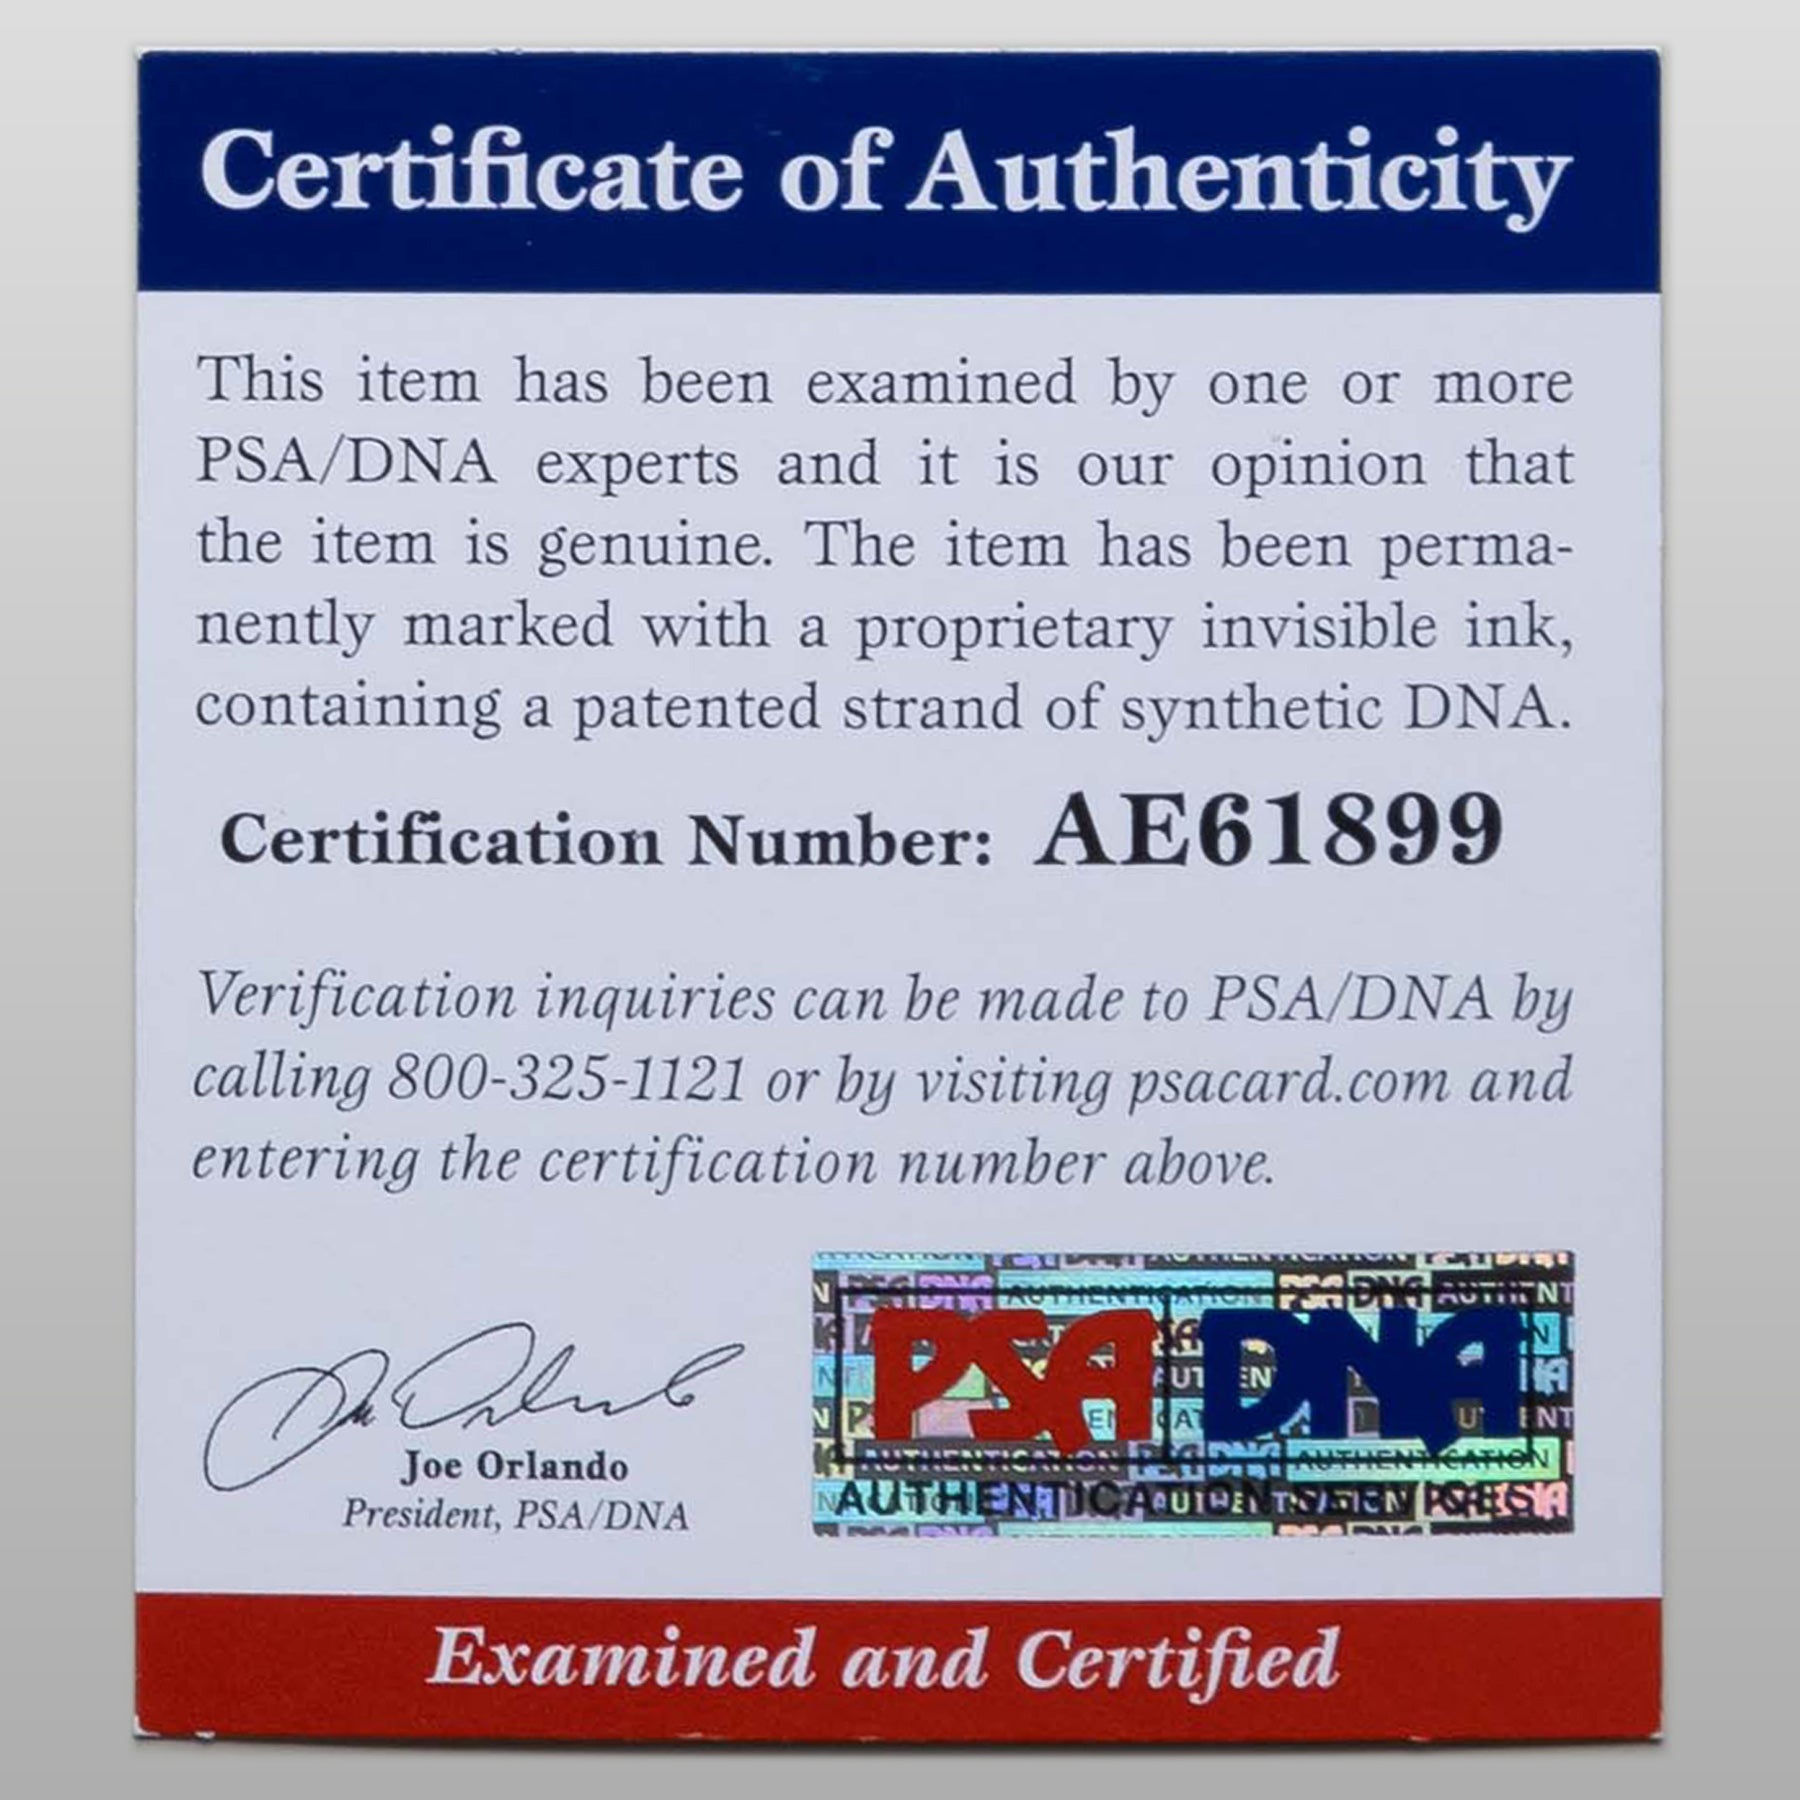 Certificate of Authenticity
This item has been examined by one or more
PSA/DNA experts and it is our opinion that
the item is genuine. The item has been perma-
nently marked with a proprietary invisible ink,
containing a patented strand of synthetic DNA.
Certification Number: AE61899
Verification inquiries can be made to PSA/DNA by
calling 800-325-1121 or by visiting psacard.com and
entering the certification number above.
PSA DNA
AUTHENTICATION SERVICES
Joe Orlando
President, PSA/DNA
Examined and Certified